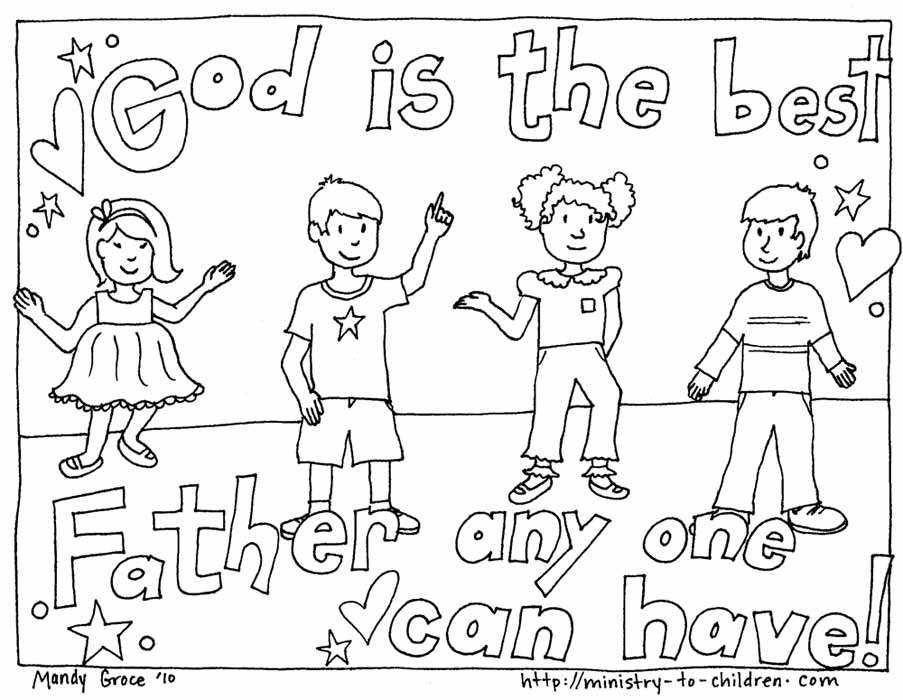 God is the best
Father any one
can have!
Mandy Groce '10
http://ministry-to-children.com